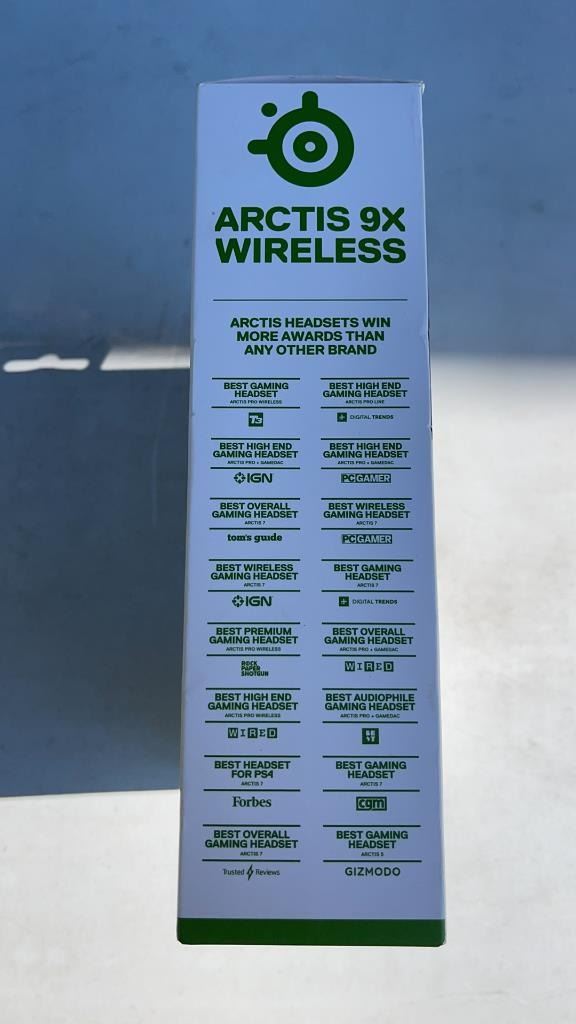 ARCTIS 9X
WIRELESS
ARCTIS HEADSETS WIN
MORE AWARDS THAN
ANY OTHER BRAND
BEST GAMING
HEADSET
ARCTIS PRO WIRELESS
T3
BEST HIGH END
GAMING HEADSET
ARCTIS PRO LINE
DIGITAL TRENDS
BEST HIGH END
GAMING HEADSET
ARCTIS PRO + GAMEDAC
IGN
BEST HIGH END
GAMING HEADSET
ARCTIS PRO + GAMEDAC
PCGAMER
BEST OVERALL
GAMING HEADSET
ARCTIS 7
tom's guide
BEST WIRELESS
GAMING HEADSET
ARCTIS 7
PCGAMER
BEST WIRELESS
GAMING HEADSET
ARCTIS 7
IGN
BEST GAMING
HEADSET
ARCTIS 7
DIGITAL TRENDS
BEST PREMIUM
GAMING HEADSET
ARCTIS PRO WIRELESS
ROCK
PAPER
SHOTGUN
BEST OVERALL
GAMING HEADSET
ARCTIS PRO + GAMEDAC
WIRED
BEST HIGH END
GAMING HEADSET
ARCTIS PRO WIRELESS
WIRED
BEST AUDIOPHILE
GAMING HEADSET
ARCTIS PRO + GAMEDAC
BEST HEADSET
FOR PS4
ARCTIS 7
Forbes
BEST GAMING
HEADSET
ARCTIS 7
cgm
BEST OVERALL
GAMING HEADSET
ARCTIS 7
Trusted Reviews
BEST GAMING
HEADSET
ARCTIS 5
GIZMODO